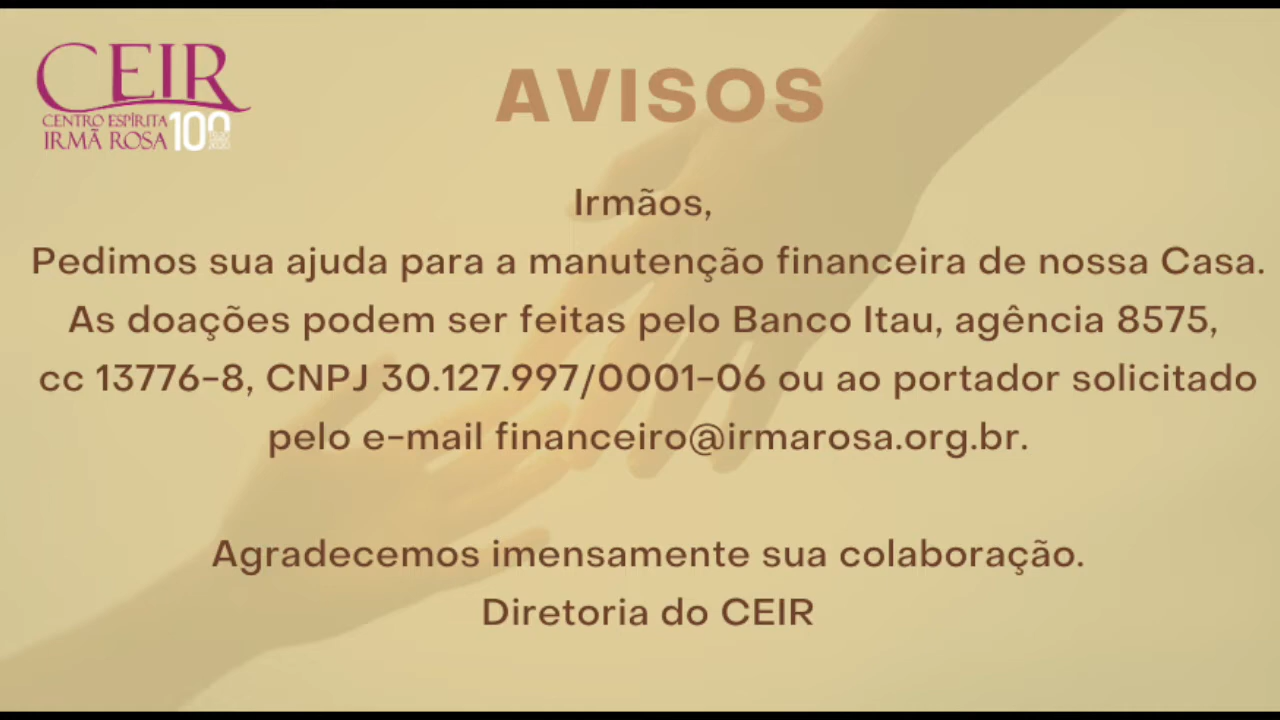 CEIR
CENTRO ESPÍRITA
IRMÃ ROSA 100
AVISOS
Irmãos,
Pedimos sua ajuda para a manutenção financeira de nossa Casa.
As doações podem ser feitas pelo Banco Itau, agência 8575,
cc 13776-8, CNPJ 30.127.997/0001-06 ou ao portador solicitado
pelo e-mail financeiro@irmarosa.org.br.
Agradecemos imensamente sua colaboração.
Diretoria do CEIR